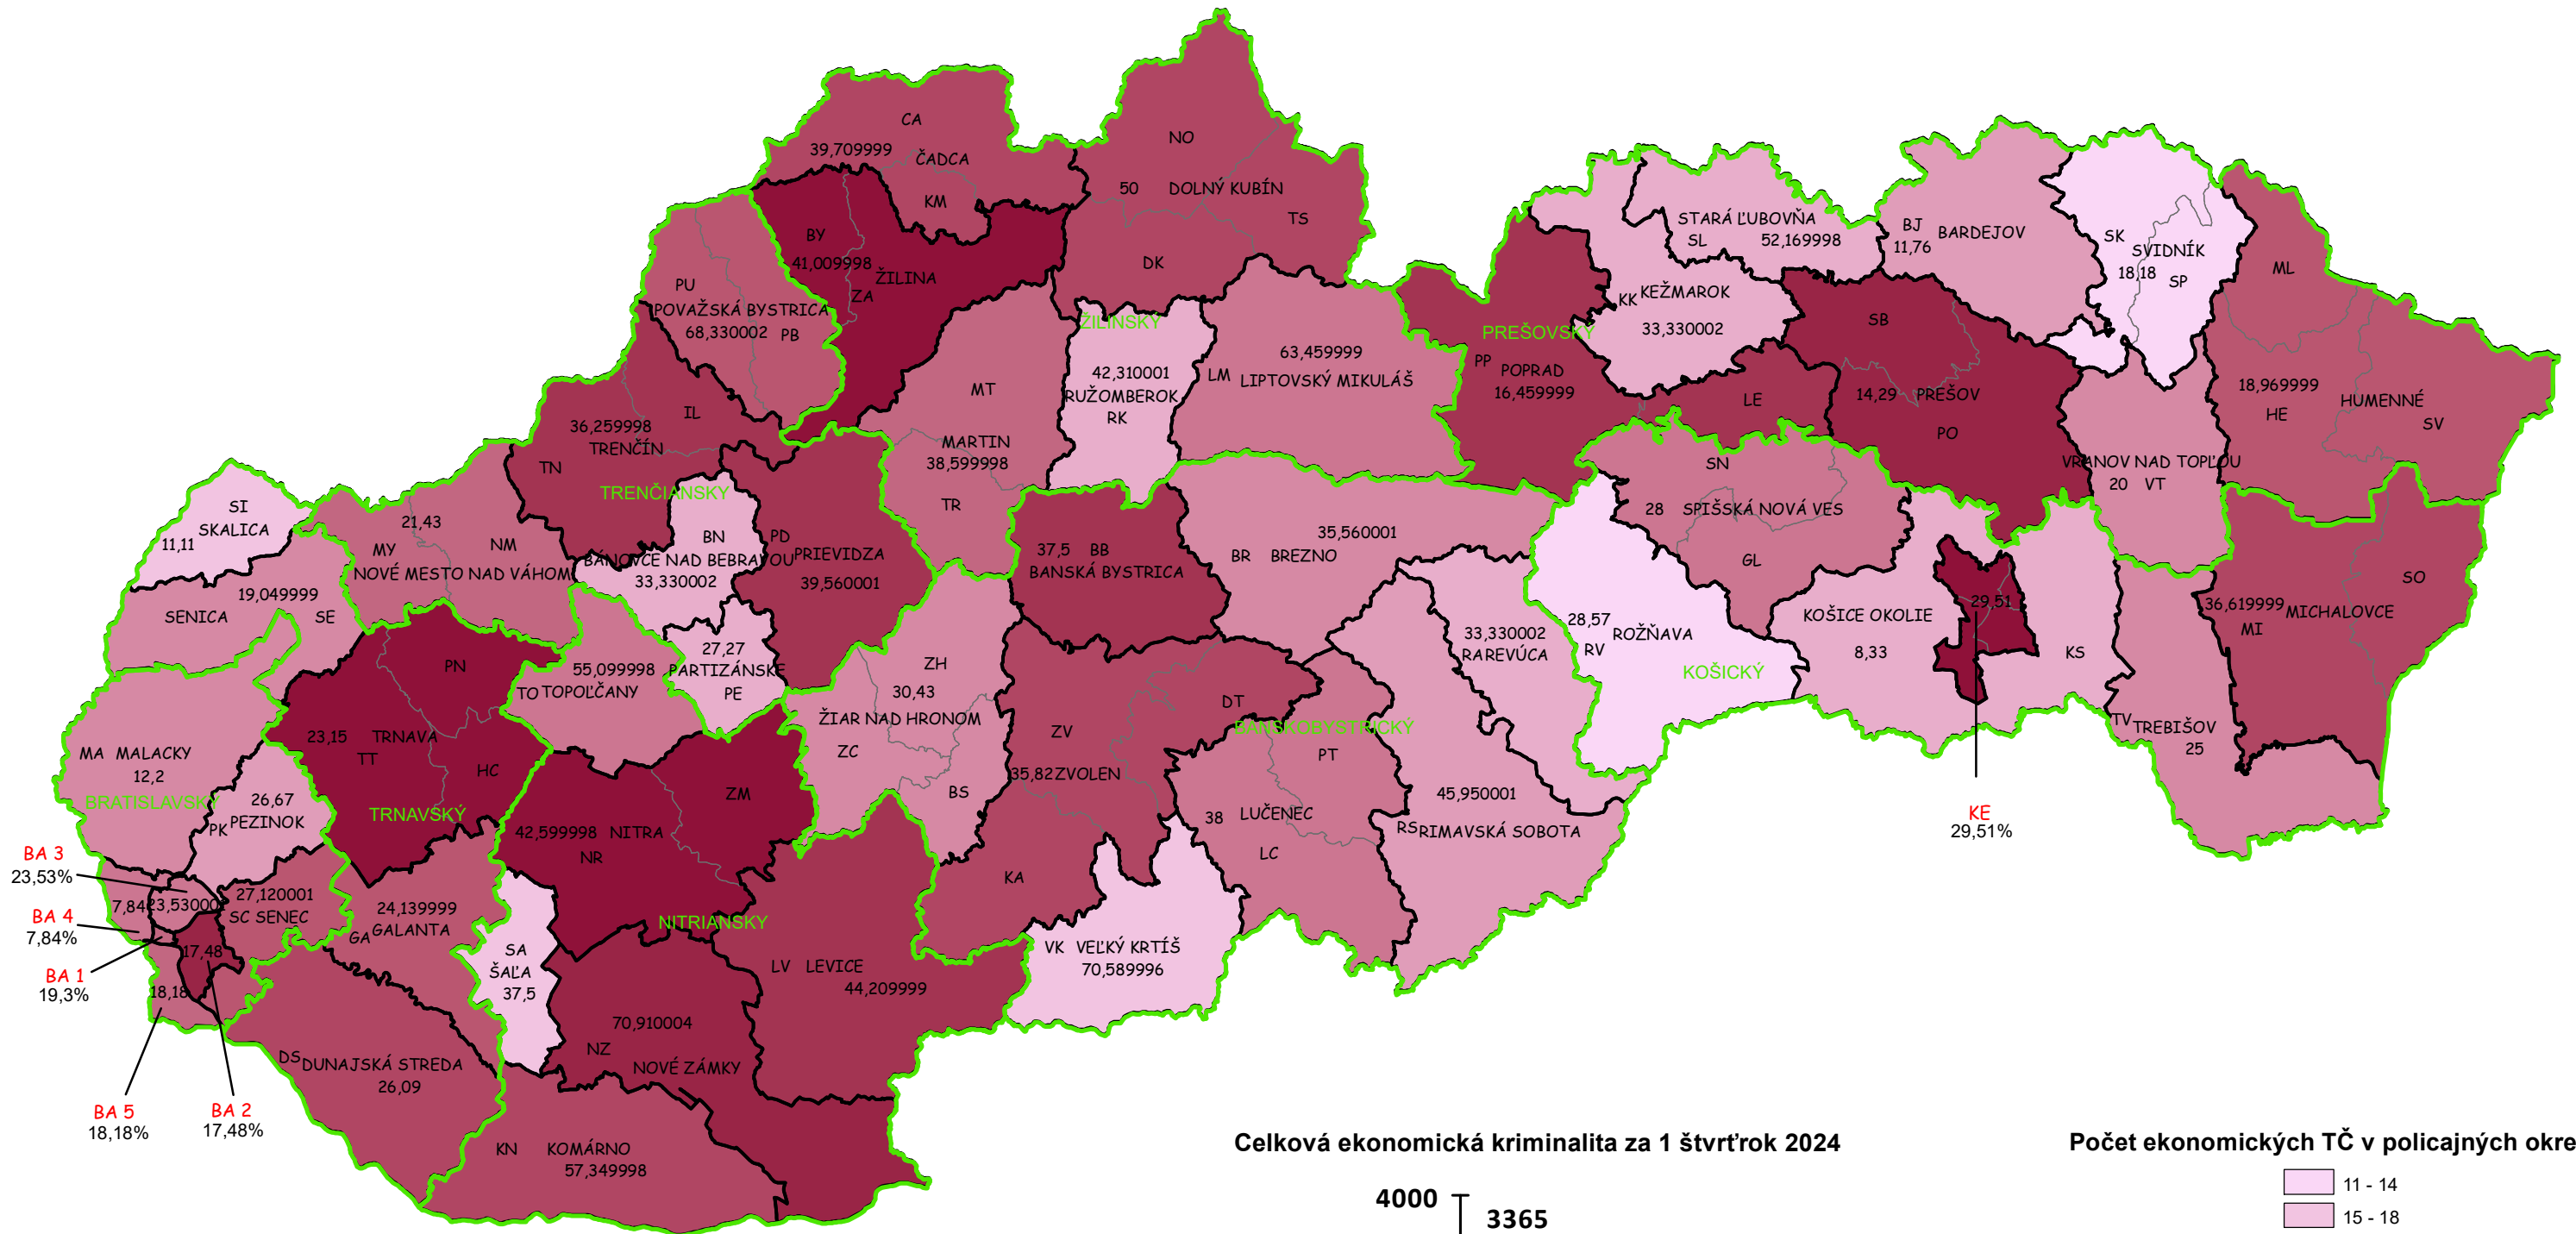 CA
39,709999
ČADCA
KM
NO
50 DOLNÝ KUBÍN
TS
DK
BY
41,009998
ŽILINA
ZA
PU
POVAŽSKÁ BYSTRICA
68,330002 PB
ŽILINSKÝ
42,310001
RUŽOMBEROK
RK
63,459999
LM LIPTOVSKÝ MIKULÁŠ
MT
MARTIN
38,599998
TR
STARÁ ĽUBOVŇA
SL 52,169998
BJ BARDEJOV
11,76
SK SVIDNÍK
18,18 SP
ML
KK KEŽMAROK
33,330002
PREŠOVSKÝ
PP POPRAD
16,459999
LE
SB
14,29 PREŠOV
PO
18,969999
HE
HUMENNÉ
SV
VRANOV NAD TOPĽOU
20 VT
IL
36,259998
TRENČÍN
TN
TRENČIANSKY
SI
SKALICA
11,11
21,43
MY NM
NOVÉ MESTO NAD VÁHOM
BN
BÁNOVCE NAD BEBRAVOU
33,330002
PD
PRIEVIDZA
39,560001
37,5 BB
BANSKÁ BYSTRICA
35,560001
BR BREZNO
SN
28 SPIŠSKÁ NOVÁ VES
GL
19,049999
SENICA SE
PN
55,099998
TO TOPOĽČANY
27,27
PARTIZÁNSKE
PE
ZH
30,43
ŽIAR NAD HRONOM
ZC
BS
33,330002
RA REVÚCA
28,57 ROŽŇAVA
RV
KOŠICKÝ
KOŠICE OKOLIE
8,33
29,51
KS
SO
36,619999 MICHALOVCE
MI
TV
TREBIŠOV
25
MA MALACKY
12,2
BRATISLAVSKÝ
23,15 TRNAVA
TT
HC
TRNAVSKÝ
26,67
PK PEZINOK
42,599998 NITRA
NR
ZM
NITRIANSKY
DT
ZV
35,82 ZVOLEN
KA
BANSKOBYSTRICKÝ
PT
38 LUČENEC
LC
45,950001
RS RIMAVSKÁ SOBOTA
KE
29,51%
BA 3
23,53%
BA 4
7,84%
BA 1
19,3%
7,84
27,120001
SC SENEC
17,48
18,18
24,139999
GA GALANTA
SA
ŠAĽA
37,5
LV LEVICE
44,209999
VK VEĽKÝ KRTÍŠ
70,589996
70,910004
NZ
NOVÉ ZÁMKY
DS DUNAJSKÁ STREDA
26,09
BA 5
18,18%
BA 2
17,48%
KN KOMÁRNO
57,349998
Celková ekonomická kriminalita za 1 štvrťrok 2024
4000
3365
Počet ekonomických TČ v policajných okre
11 - 14
15 - 18